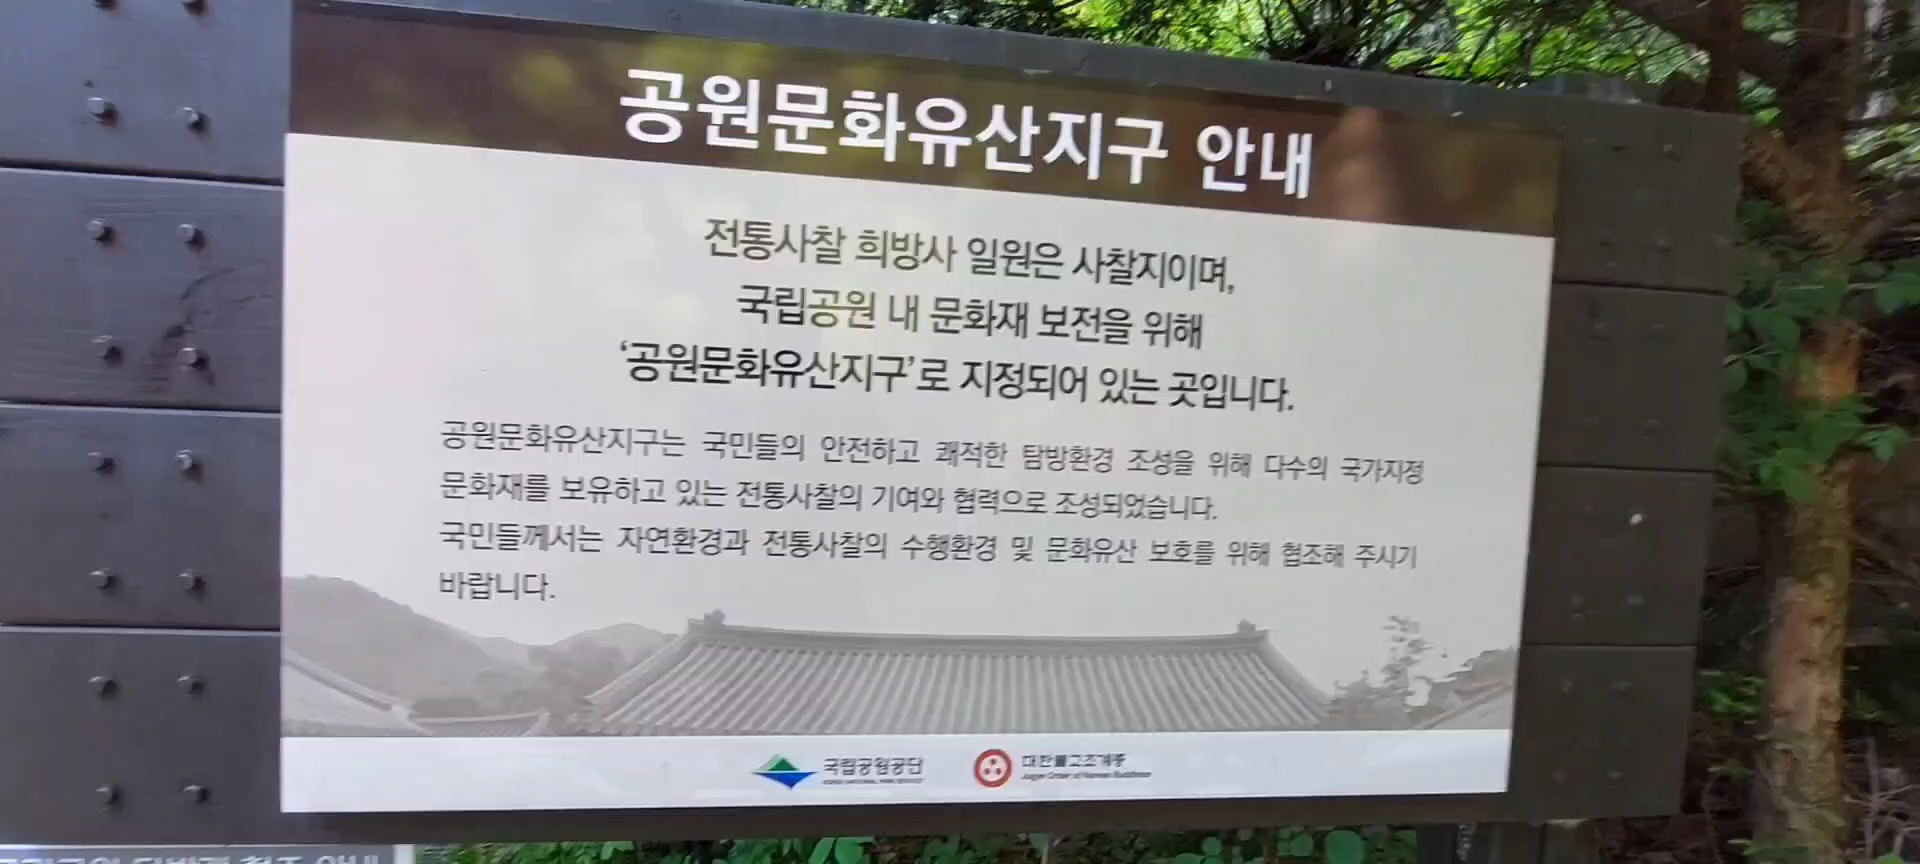 공원문화유산지구 안내
전통사찰 희방사 일원은 사찰지이며,
국립공원 내 문화재 보전을 위해
‘공원문화유산지구’로 지정되어 있는 곳입니다.
공원문화유산지구는 국민들의 안전하고 쾌적한 탐방환경 조성을 위해 다수의 국가지정
문화재를 보유하고 있는 전통사찰의 기여와 협력으로 조성되었습니다.
국민들께서는 자연환경과 전통사찰의 수행환경 및 문화유산 보호를 위해 협조해 주시기
바랍니다.
국립공원공단
KOREA NATIONAL PARK SERVICE
대한불교조계종
Jogye Order of Korean Buddhism